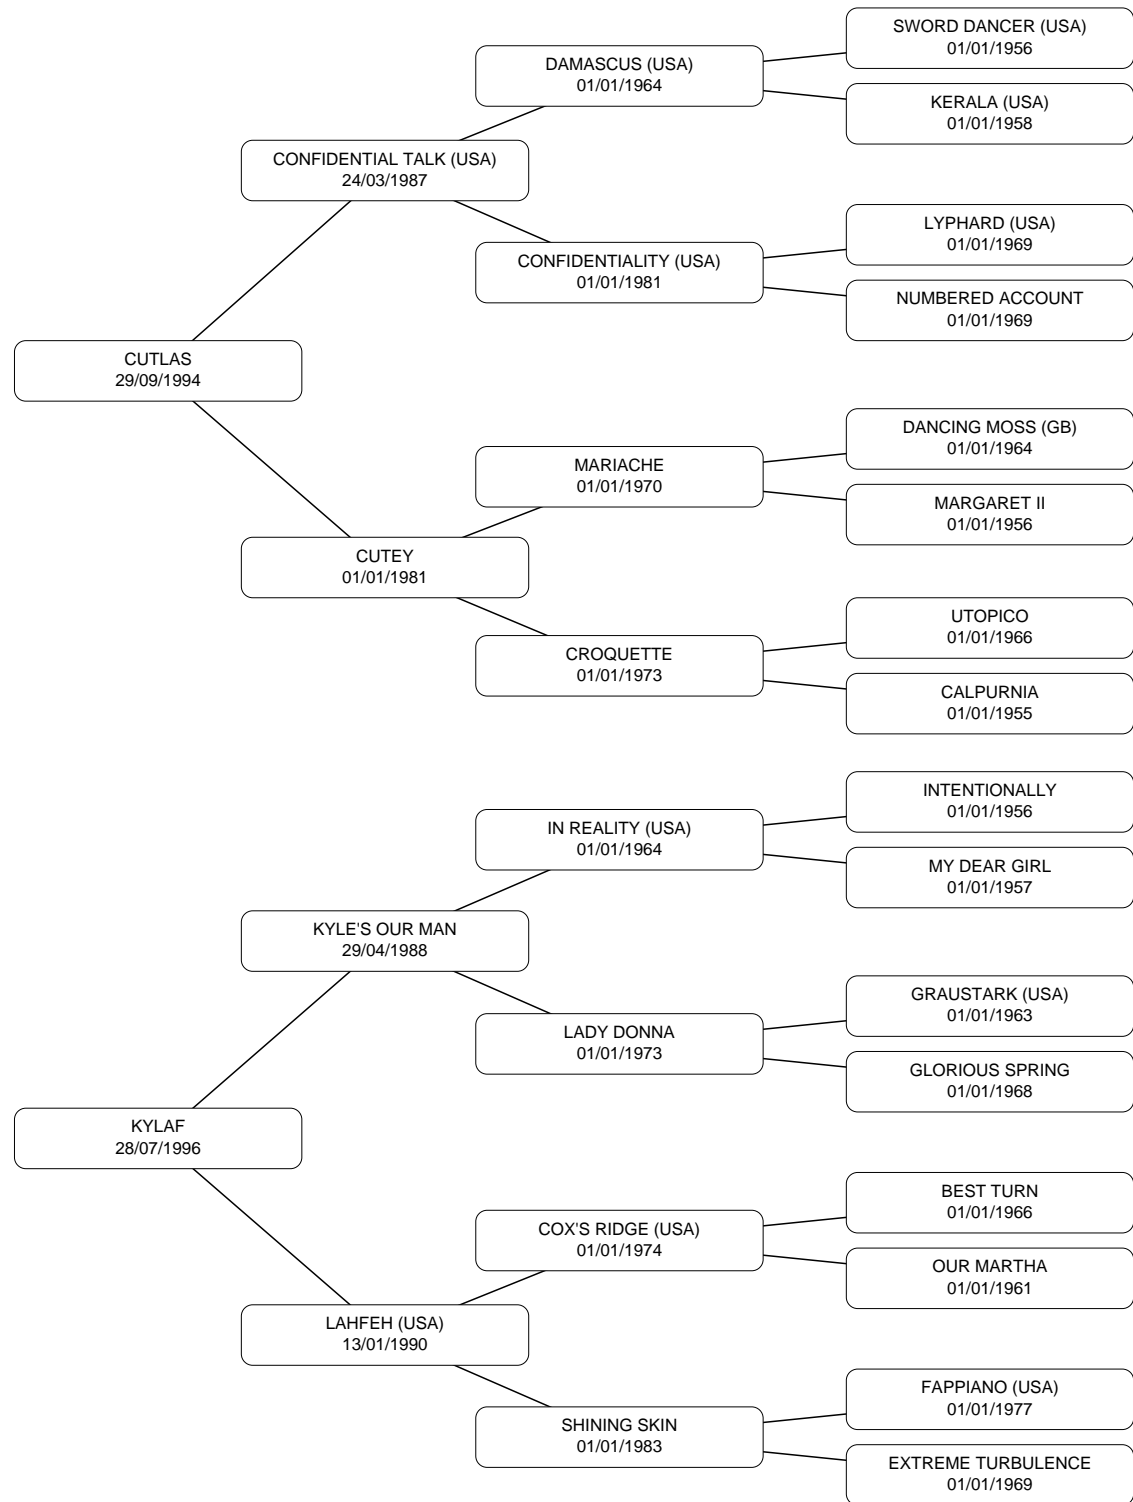 SWORD DANCER (USA)
01/01/1956
DAMASCUS (USA)
01/01/1964
KERALA (USA)
01/01/1958
CONFIDENTIAL TALK (USA)
24/03/1987
LYPHARD (USA)
01/01/1969
CONFIDENTIALITY (USA)
01/01/1981
NUMBERED ACCOUNT
01/01/1969
CUTLAS
29/09/1994
DANCING MOSS (GB)
01/01/1964
MARIACHE
01/01/1970
MARGARET II
01/01/1956
CUTEY
01/01/1981
UTOPICO
01/01/1966
CROQUETTE
01/01/1973
CALPURNIA
01/01/1955
INTENTIONALLY
01/01/1956
IN REALITY (USA)
01/01/1964
MY DEAR GIRL
01/01/1957
KYLE'S OUR MAN
29/04/1988
GRAUSTARK (USA)
01/01/1963
LADY DONNA
01/01/1973
GLORIOUS SPRING
01/01/1968
KYLAF
28/07/1996
BEST TURN
01/01/1966
COX'S RIDGE (USA)
01/01/1974
OUR MARTHA
01/01/1961
LAHFEH (USA)
13/01/1990
FAPPIANO (USA)
01/01/1977
SHINING SKIN
01/01/1983
EXTREME TURBULENCE
01/01/1969